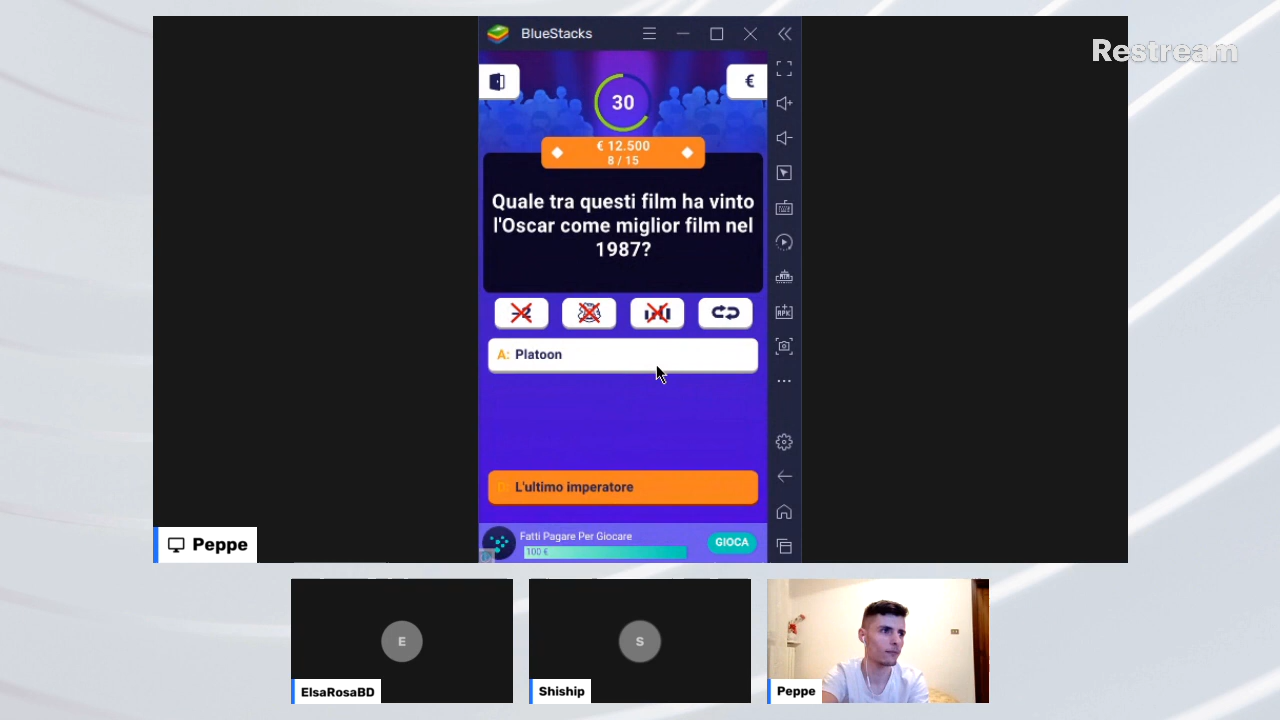 BlueStacks
Restream
€
30
€ 12.500
8 / 15
Quale tra questi film ha vinto
l'Oscar come miglior film nel
1987?
A: Platoon
L'ultimo imperatore
Fatti Pagare Per Giocare
100 €
GIOCA
Peppe
E
S
ElsaRosaBD
Shiship
Peppe